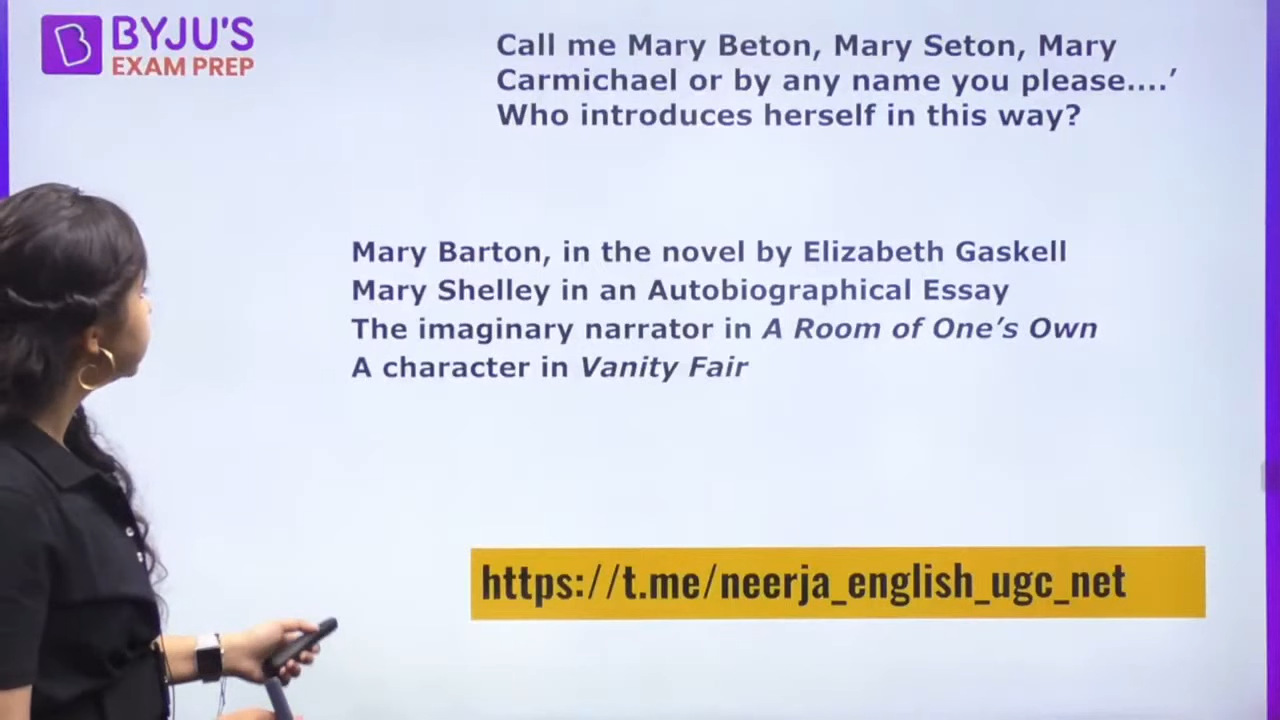 BYJU'S
EXAM PREP
Call me Mary Beton, Mary Seton, Mary
Carmichael or by any name you please....’
Who introduces herself in this way?
Mary Barton, in the novel by Elizabeth Gaskell
Mary Shelley in an Autobiographical Essay
The imaginary narrator in A Room of One’s Own
A character in Vanity Fair
https://t.me/neerja_english_ugc_net